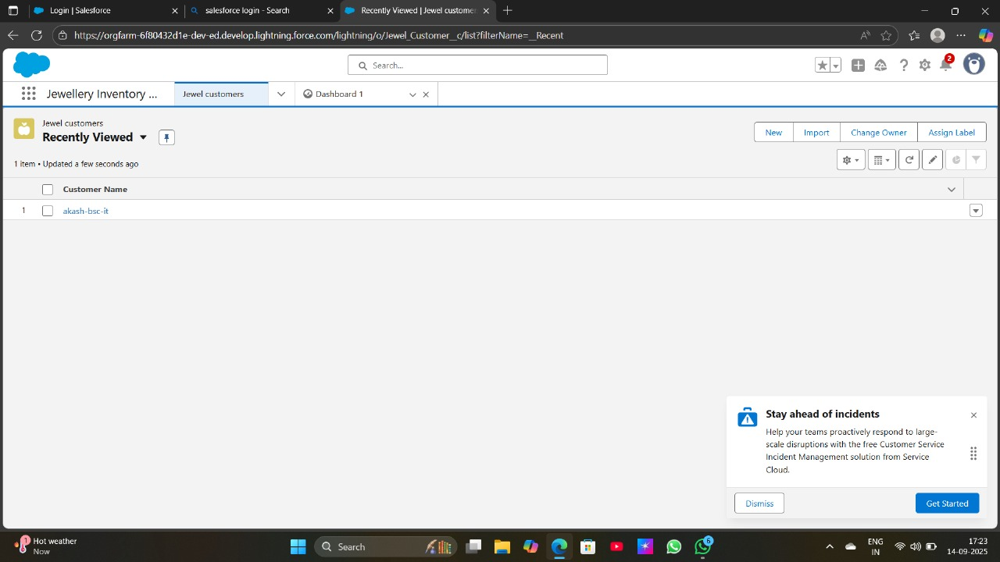 Login | Salesforce
salesforce login - Search
Recently Viewed | Jewel custome
https://orgfarm-6f80432d1e-dev-ed.develop.lightning.force.com/lightning/o/Jewel_Customer__c/list?filterName=__Recent
Search...
2
Jewellery Inventory ...
Jewel customers
Dashboard 1
Jewel customers
Recently Viewed
New
Import
Change Owner
Assign Label
1 item • Updated a few seconds ago
Customer Name
1
akash-bsc-it
Stay ahead of incidents
Help your teams proactively respond to large-
scale disruptions with the free Customer Service
Incident Management solution from Service
Cloud.
Dismiss
Get Started
1
Hot weather
Now
Search
6
ENG
IN
17:23
14-09-2025